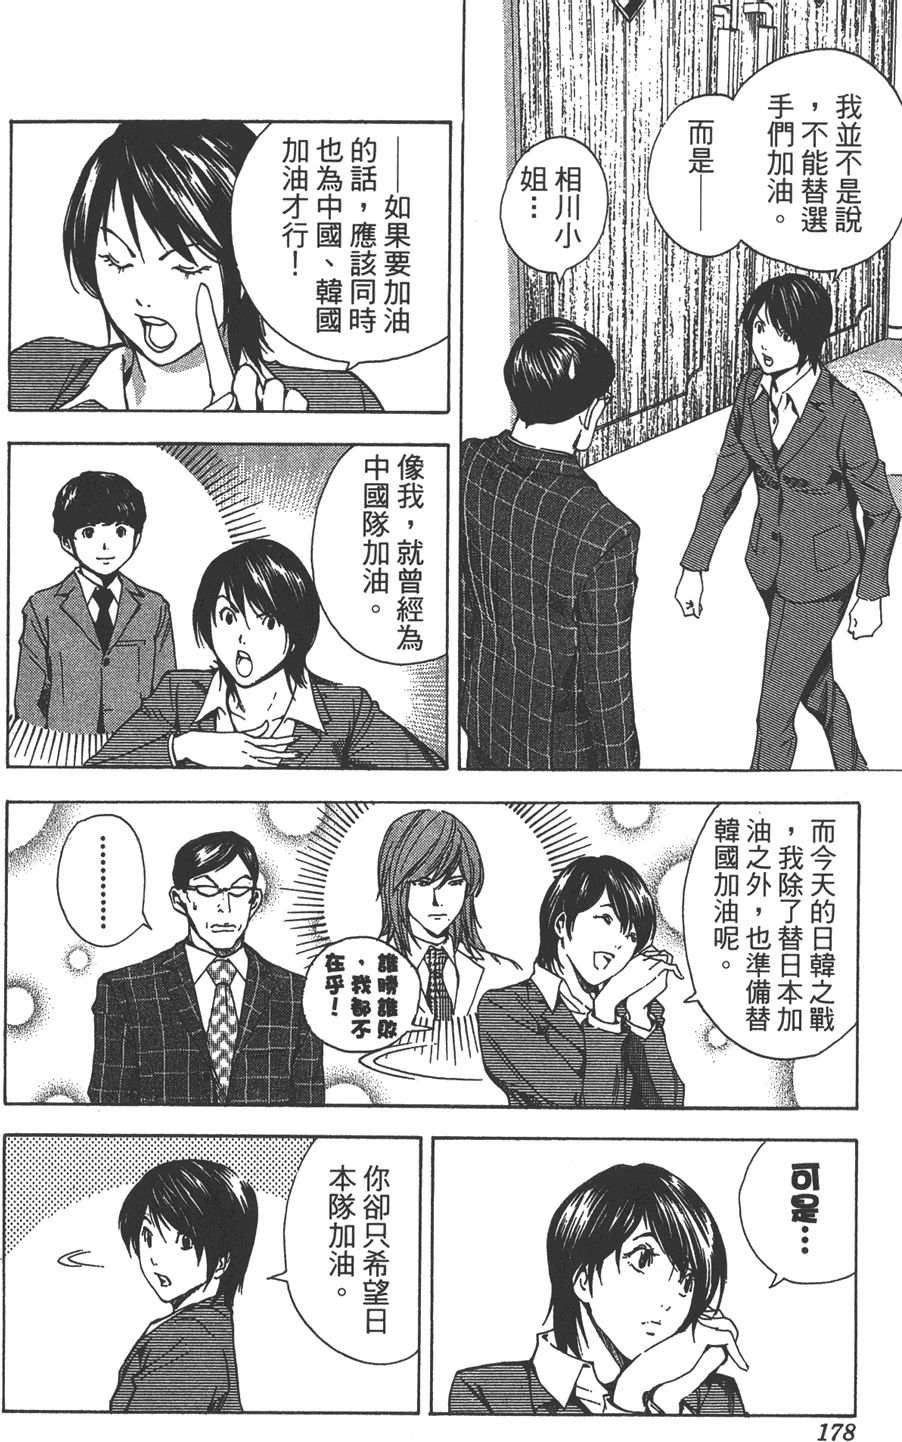 我並不是說
，不能替選
手們加油。
而是——
相川小
姐…
——如果要加油
的話，應該同時
也為中國、韓國
加油才行！
像我，就曾經為
中國隊加油。
而今天的日韓之戰
，我除了替日本加
油之外，也準備替
韓國加油呢。
誰勝誰敗
、我都不
在乎！
………
可是…
你卻只希望日
本隊加油。
178